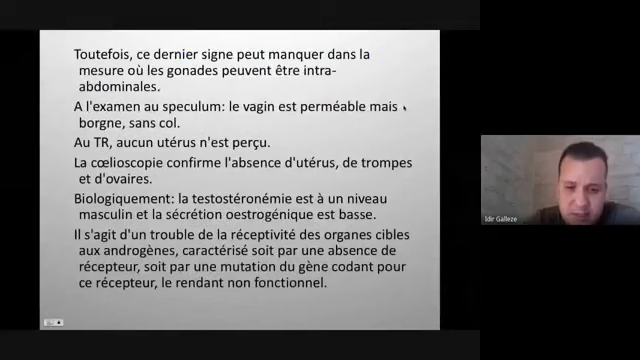 Toutefois, ce dernier signe peut manquer dans la
mesure où les gonades peuvent être intra-
abdominales.
A l'examen au speculum: le vagin est perméable mais
borgne, sans col.
Au TR, aucun utérus n'est perçu.
La cœlioscopie confirme l'absence d'utérus, de trompes
et d'ovaires.
Biologiquement: la testostéronémie est à un niveau
masculin et la sécrétion oestrogénique est basse.
Il s'agit d'un trouble de la réceptivité des organes cibles
aux androgènes, caractérisé soit par une absence de
récepteur, soit par une mutation du gène codant pour
ce récepteur, le rendant non fonctionnel.
Idir Galleze